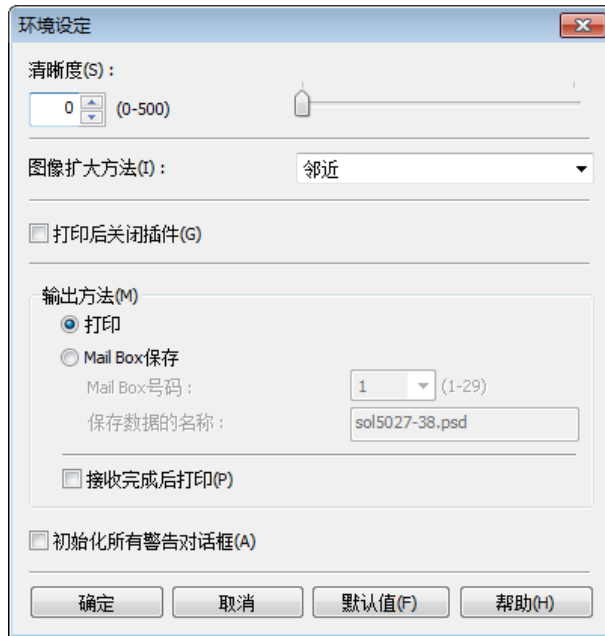 环境设定
清晰度(S)：
0 (0-500)
图像扩大方法(I)： 邻近
打印后关闭插件(G)
输出方法(M)
打印
Mail Box保存
Mail Box号码： 1 (1-29)
保存数据的名称： sol5027-38.psd
接收完成后打印(P)
初始化所有警告对话框(A)
确定 取消 默认值(F) 帮助(H)